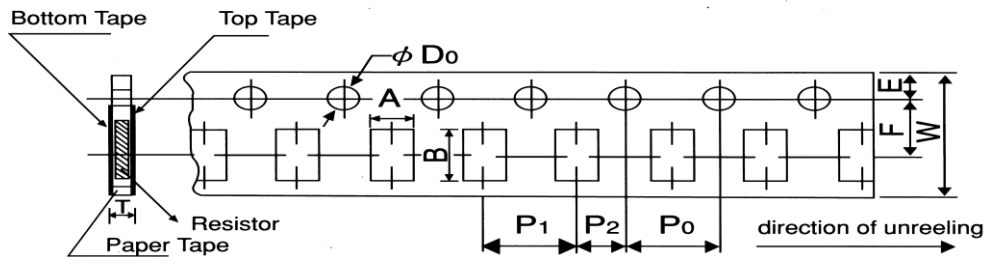 Bottom Tape
Top Tape
φ D0
A
B
E
F
W
T
Resistor
Paper Tape
P1
P2
P0
direction of unreeling